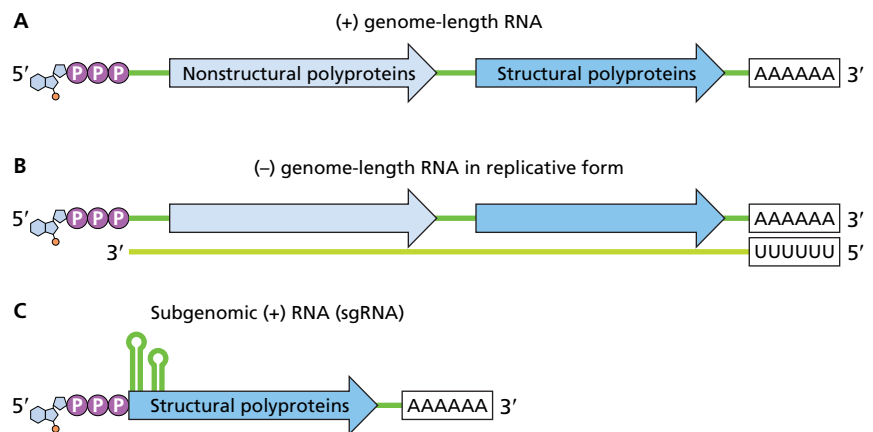 A
(+) genome-length RNA
5′ P P P Nonstructural polyproteins Structural polyproteins AAAAAA 3′
B
(–) genome-length RNA in replicative form
5′ P P P AAAAAA 3′
3′ UUUUUU 5′
C
Subgenomic (+) RNA (sgRNA)
5′ P P P Structural polyproteins AAAAAA 3′